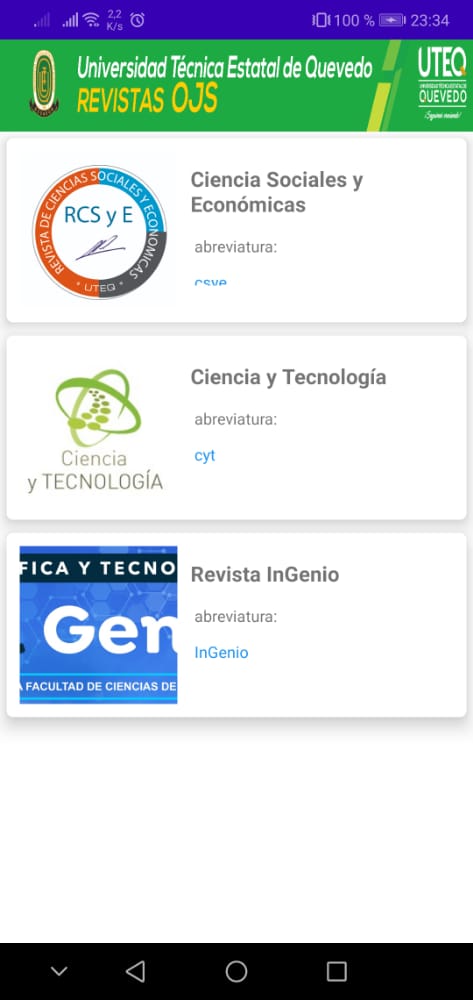 2,2
K/s
100 %
23:34
Universidad Técnica Estatal de Quevedo
REVISTAS OJS
UTEQ
UNIVERSIDAD TÉCNICA ESTATAL DE
QUEVEDO
¡Seguimos creciendo!
REVISTA DE CIENCIAS SOCIALES Y ECONÓMICAS
RCS y E
UTEQ
Ciencia Sociales y
Económicas
abreviatura:
csye
Ciencia
y TECNOLOGÍA
Ciencia y Tecnología
abreviatura:
cyt
FICA Y TECNO
Gen
A FACULTAD DE CIENCIAS DE
Revista InGenio
abreviatura:
InGenio